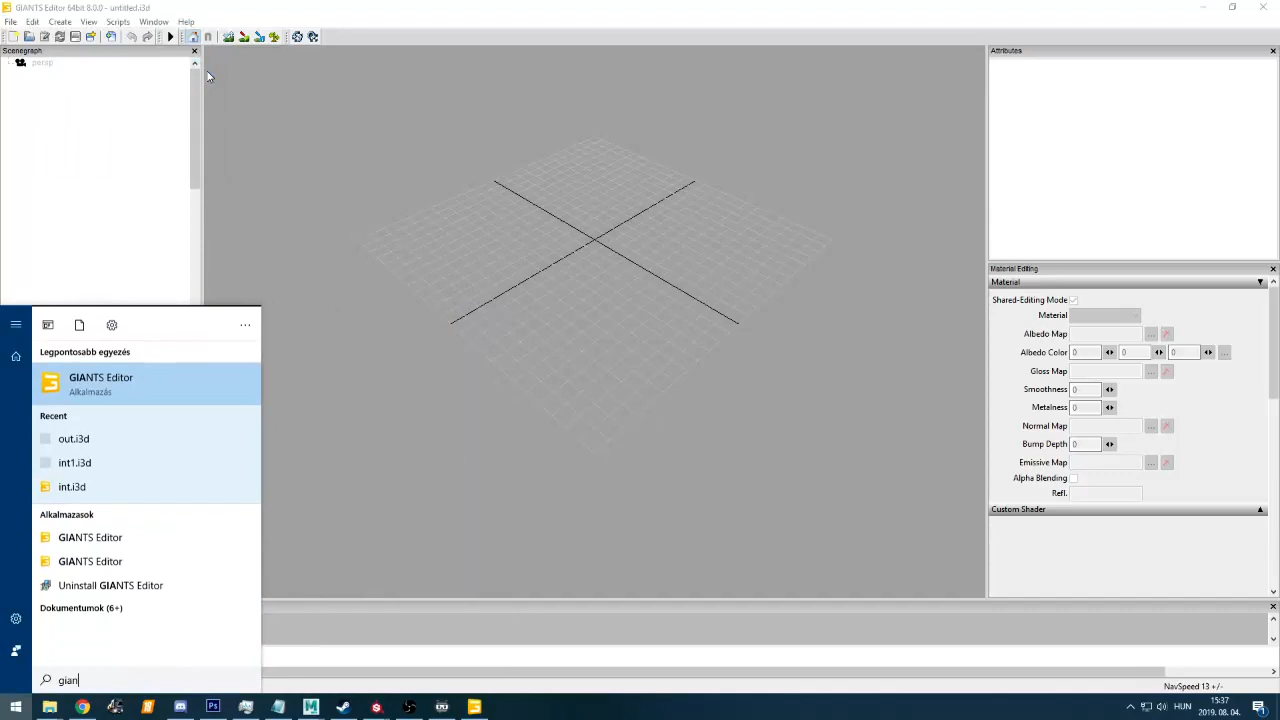 GIANTS Editor 64bit 8.0.0 - untitled.i3d
File Edit Create View Scripts Window Help
Scenegraph
persp
Attributes
Material Editing
Material
Shared-Editing Mode
Material
Albedo Map
Albedo Color 0 0 0
Gloss Map
Smoothness 0
Metalness 0
Normal Map
Bump Depth 0
Emissive Map
Alpha Blending
Refl.
Custom Shader
Legpontosabb egyezés
GIANTS Editor
Alkalmazás
Recent
out.i3d
int1.i3d
int.i3d
Alkalmazasok
GIANTS Editor
GIANTS Editor
Uninstall GIANTS Editor
Dokumentumok (6+)
gian
NavSpeed 13 +/-
HUN
15:37
2019. 08. 04.